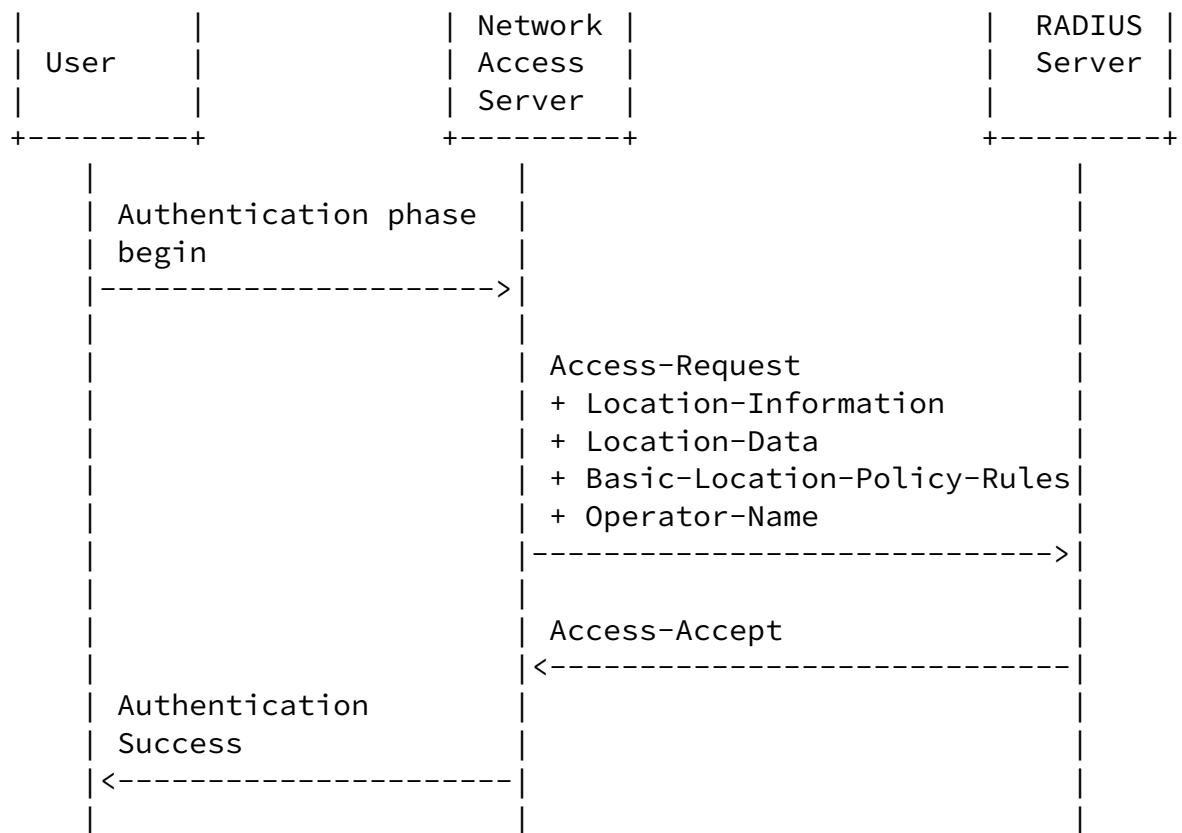 Network RADIUS
User Access Server
Server
Authentication phase
begin
Access-Request
+ Location-Information
+ Location-Data
+ Basic-Location-Policy-Rules
+ Operator-Name
Access-Accept
Authentication
Success